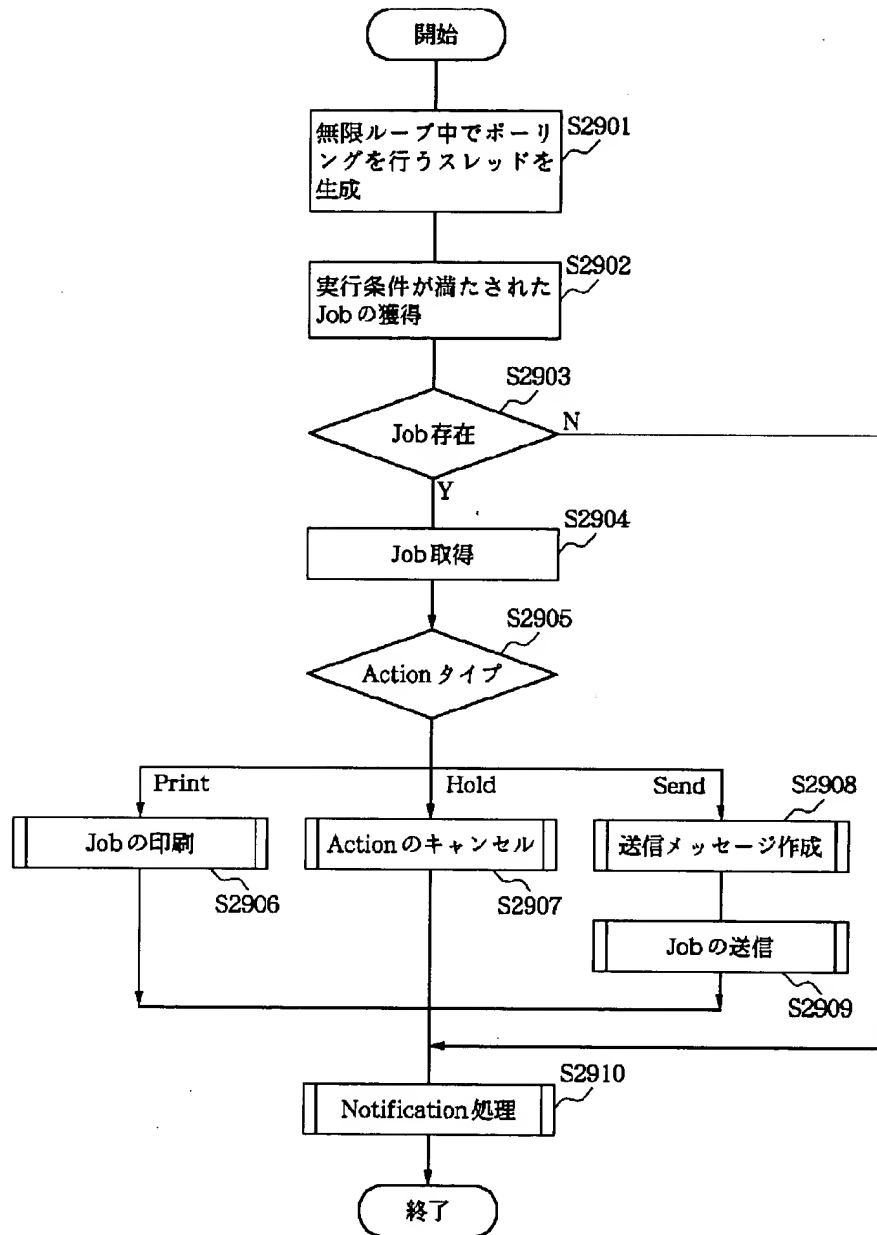 開始
無限ループ中でポーリ
ングを行うスレッドを
生成
S2901
実行条件が満たされた
Jobの獲得
S2902
S2903
Job存在
N
Y
S2904
Job取得
S2905
Actionタイプ
Print
Hold
Send
S2908
Jobの印刷
Actionのキャンセル
送信メッセージ作成
S2906
S2907
Jobの送信
S2909
S2910
Notification処理
終了